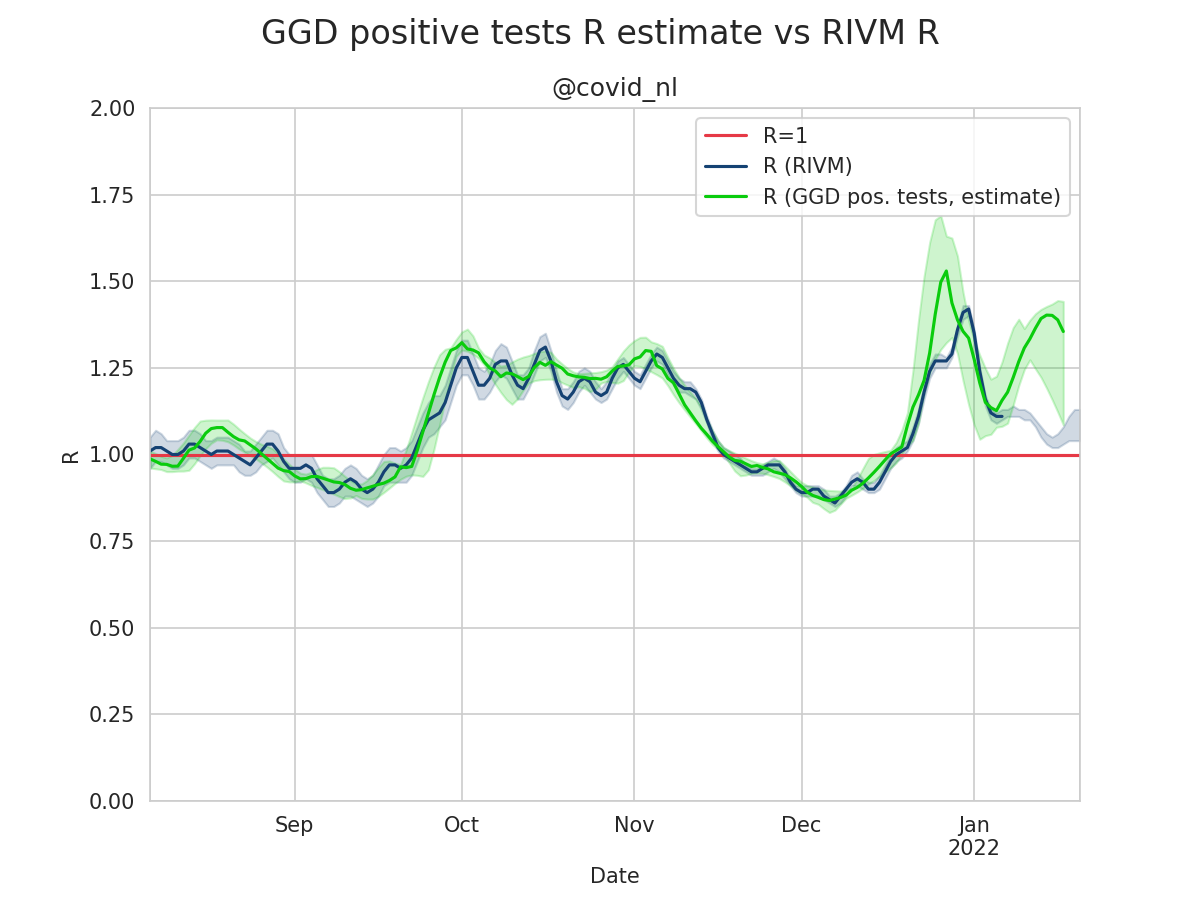 GGD positive tests R estimate vs RIVM R
@covid_nl
R=1
R (RIVM)
R (GGD pos. tests, estimate)
R
2.00
1.75
1.50
1.25
1.00
0.75
0.50
0.25
0.00
Sep
Oct
Nov
Dec
Jan
2022
Date